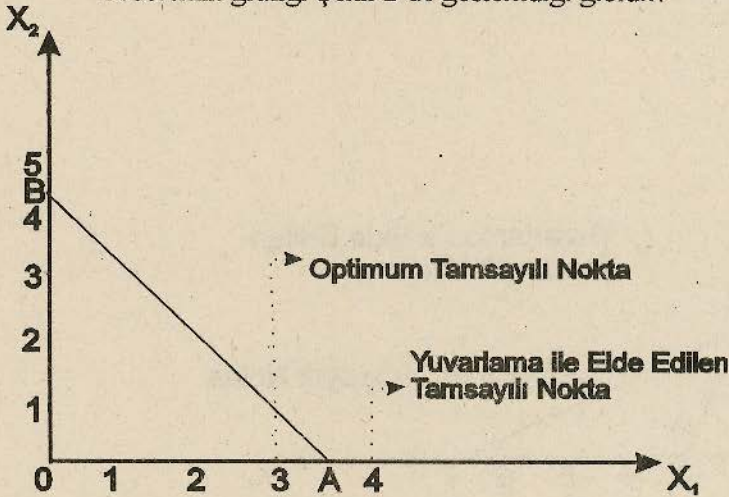 X₂
5
B
4
3
Optimum Tamsayılı Nokta
2
Yuvarlama ile Elde Edilen
Tamsayılı Nokta
1
0 1 2 3 A 4 X₁